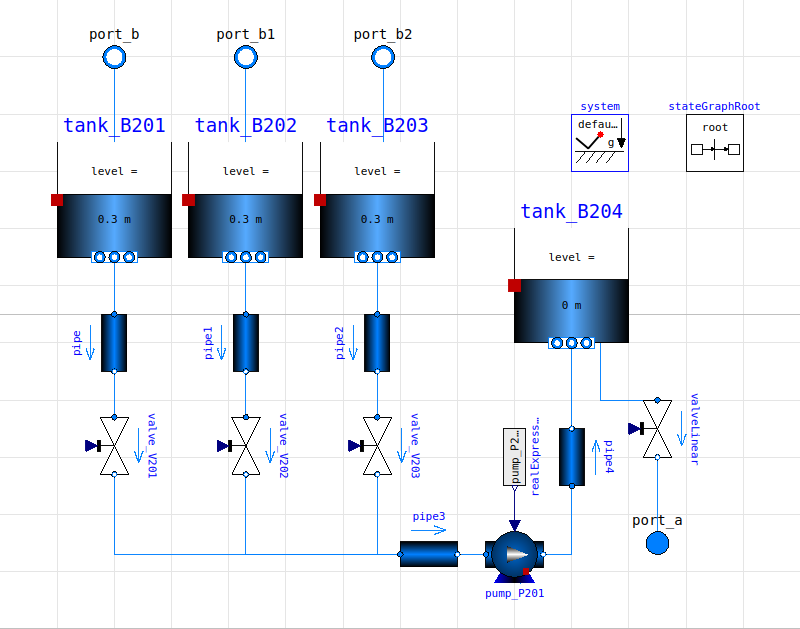 port_b
port_b1
port_b2
system
stateGraphRoot
defau...
g
root
tank_B201
tank_B202
tank_B203
level =
level =
level =
0.3 m
0.3 m
0.3 m
tank_B204
level =
0 m
pipe
pipe1
pipe2
valve_V201
valve_V202
valve_V203
pump_P2...
realExpress...
pipe4
valveLinear
pipe3
port_a
pump_P201